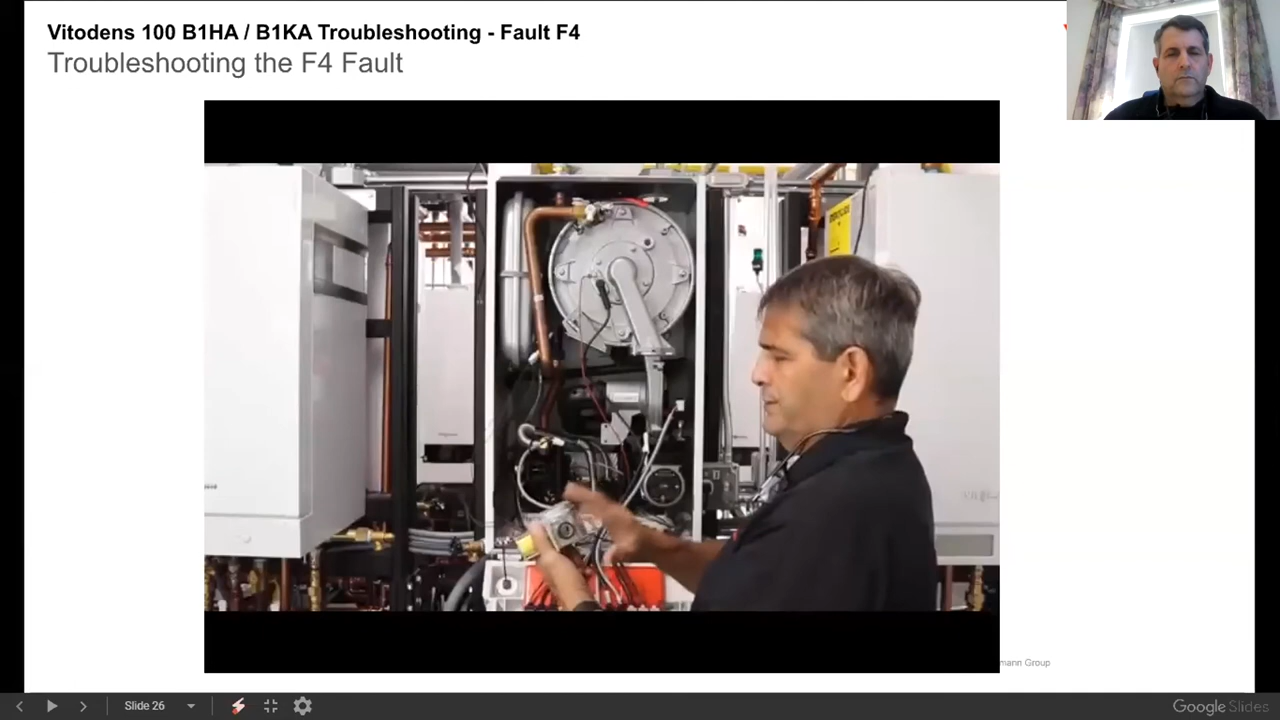 Vitodens 100 B1HA / B1KA Troubleshooting - Fault F4
Troubleshooting the F4 Fault
mann Group
Slide 26
Google Slides